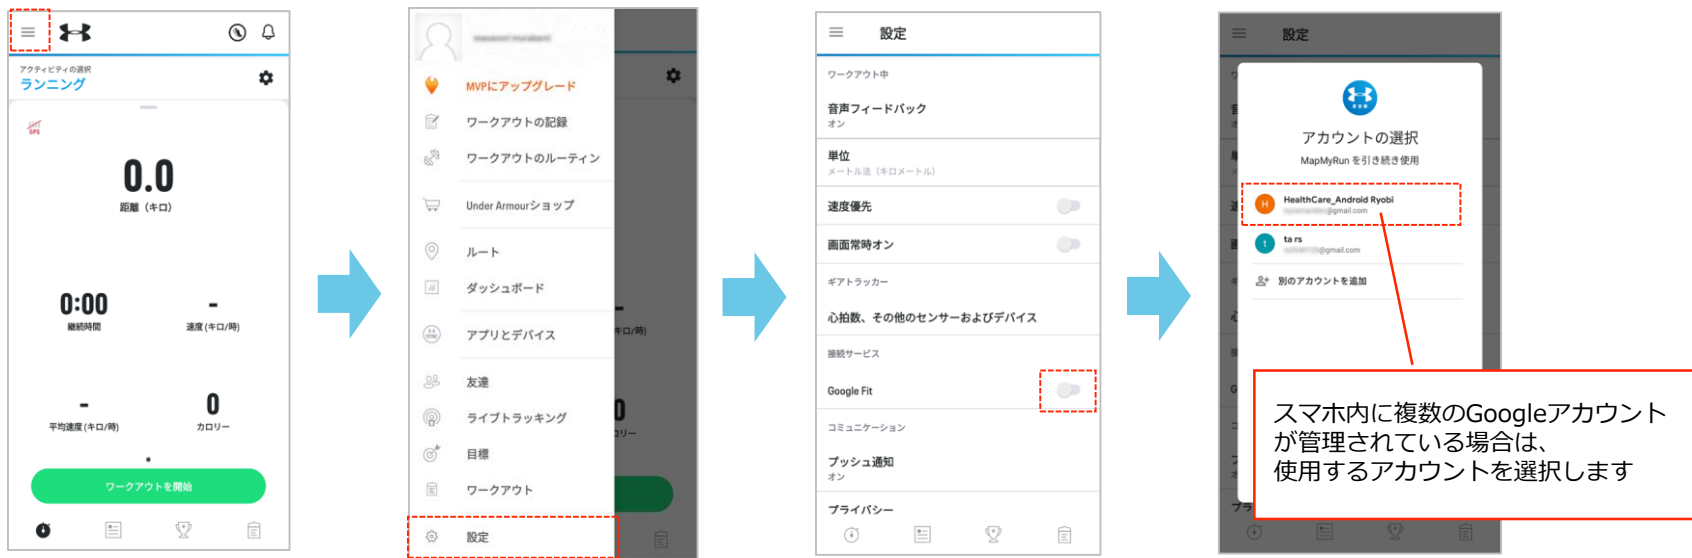 アクティビティの選択
ランニング
GPS
0.0
距離（キロ）
0:00
継続時間
-
速度(キロ/時)
-
平均速度(キロ/時)
0
カロリー
ワークアウトを開始
MVPにアップグレード
ワークアウトの記録
ワークアウトのルーティン
Under Armourショップ
ルート
ダッシュボード
アプリとデバイス
友達
ライブトラッキング
目標
ワークアウト
設定
キロ/時)
0
コリー
設定
ワークアウト中
音声フィードバック
オン
単位
メートル法（キロメートル）
速度優先
画面常時オン
ギアトラッカー
心拍数、その他のセンサーおよびデバイス
接続サービス
Google Fit
コミュニケーション
プッシュ通知
オン
プライバシー
設定
RUN
アカウントの選択
MapMyRun を引き続き使用
H
HealthCare_Android Ryobi
@gmail.com
t
ta rs
@gmail.com
別のアカウントを追加
スマホ内に複数のGoogleアカウント
が管理されている場合は、
使用するアカウントを選択します
プラ